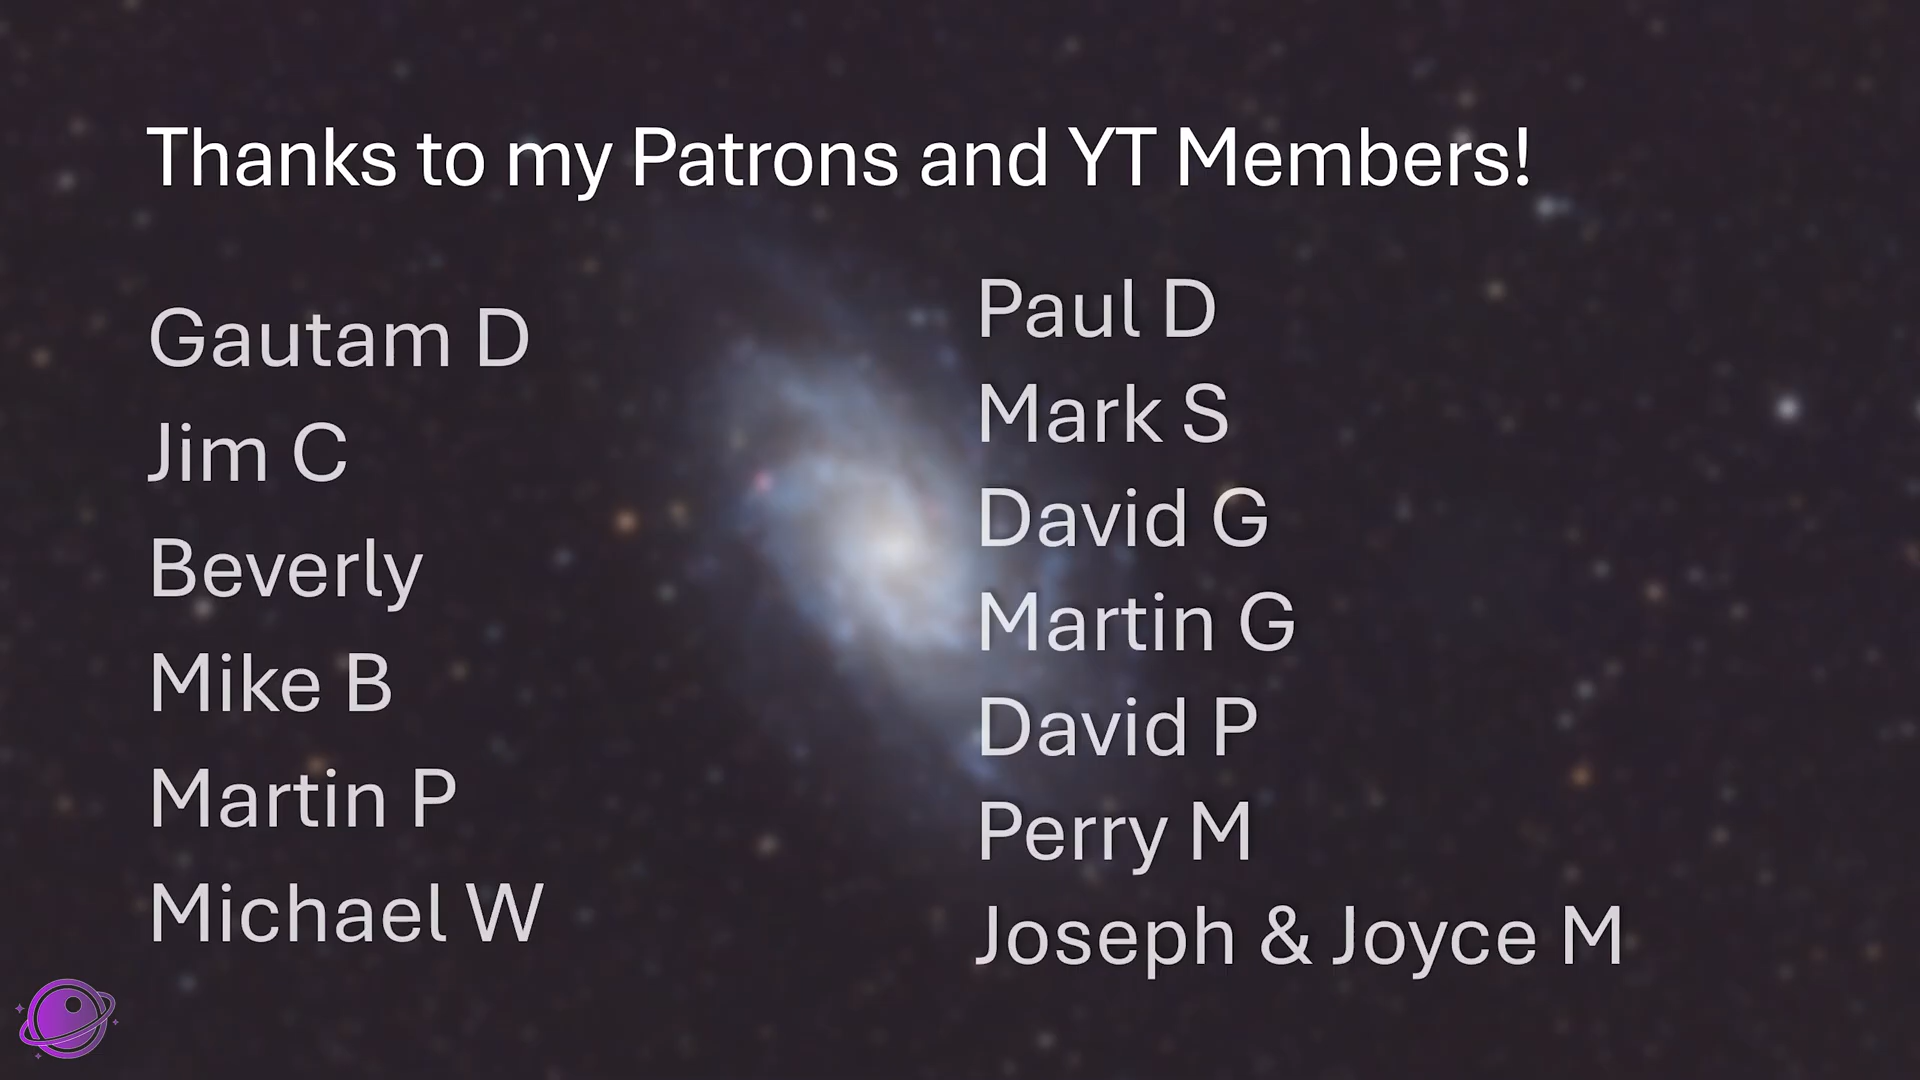 Thanks to my Patrons and YT Members!
Gautam D
Jim C
Beverly
Mike B
Martin P
Michael W
Paul D
Mark S
David G
Martin G
David P
Perry M
Joseph & Joyce M